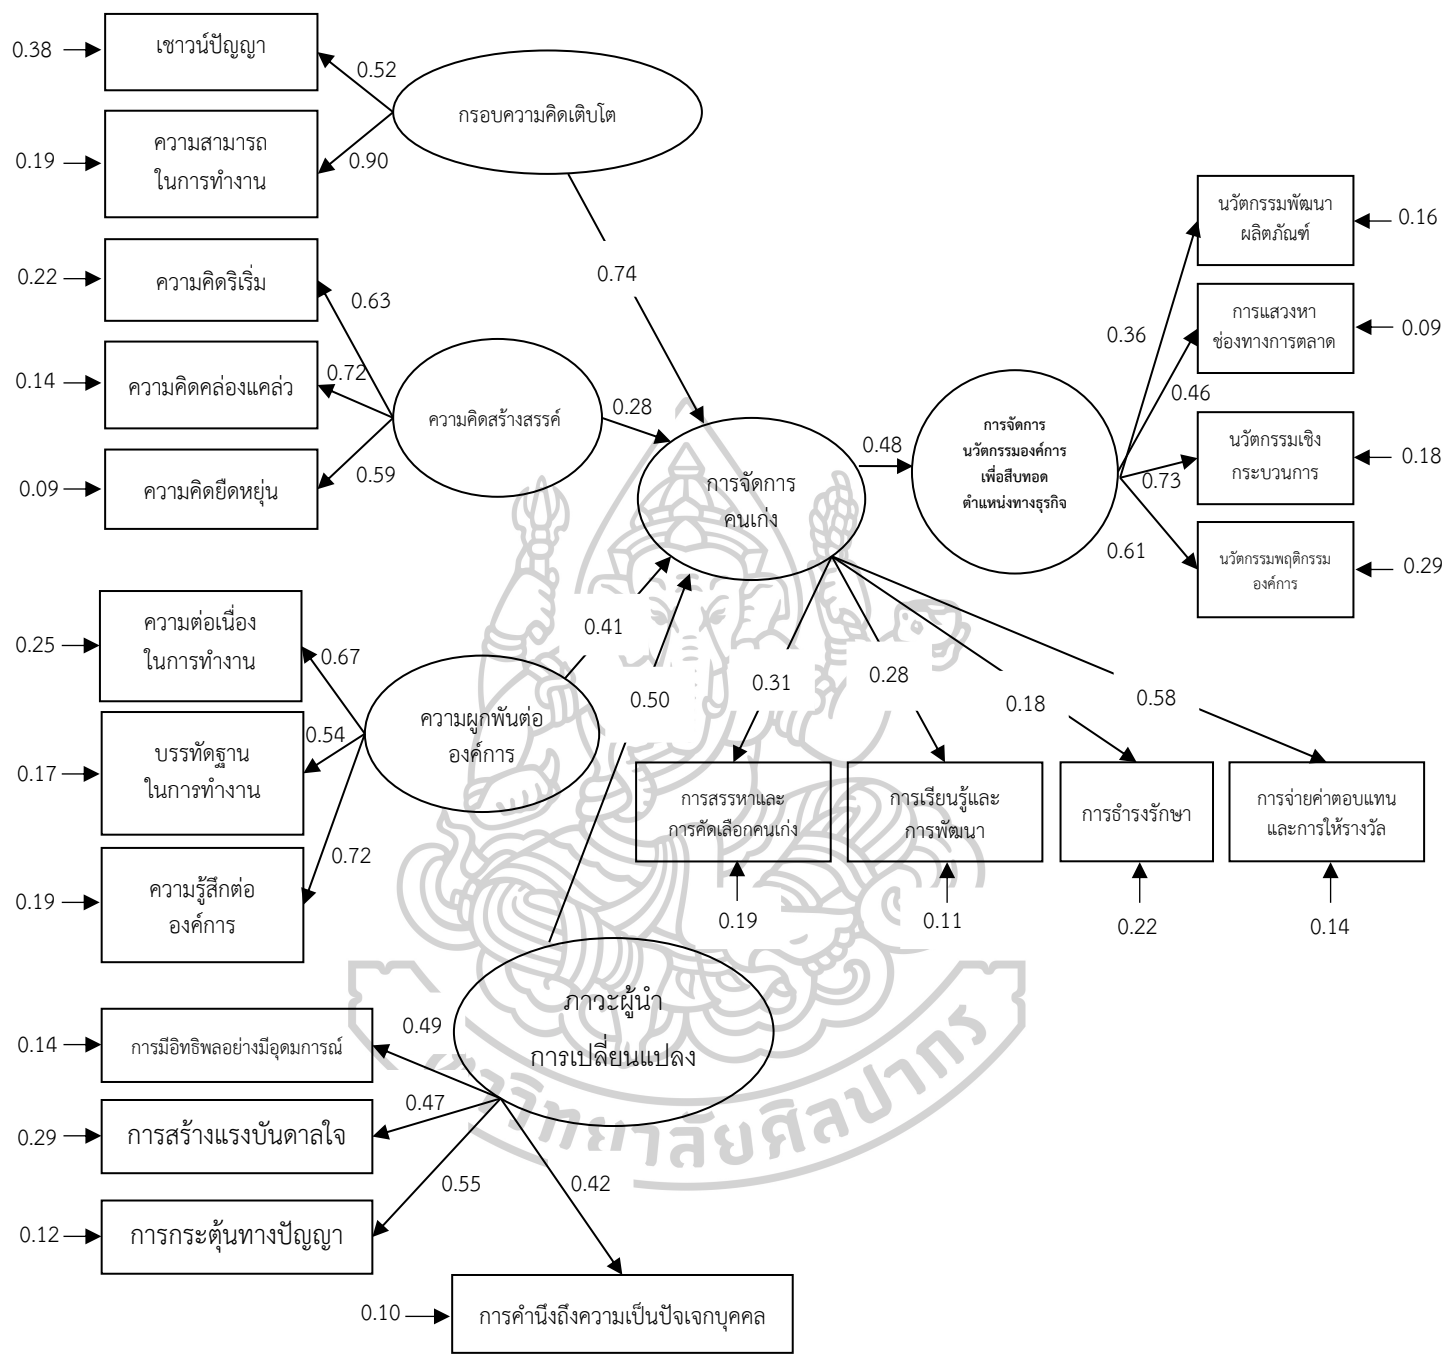 0.38
เชาวน์ปัญญา
0.52
กรอบความคิดเติบโต
0.19
ความสามารถ
ในการทำงาน
0.90
0.22
ความคิดริเริ่ม
0.63
0.74
0.14
ความคิดคล่องแคล่ว
0.72
ความคิดสร้างสรรค์
0.28
0.09
ความคิดยืดหยุ่น
0.59
การจัดการ
คนเก่ง
0.48
การจัดการ
นวัตกรรมองค์การ
เพื่อสืบทอด
ตำแหน่งทางธุรกิจ
0.36
นวัตกรรมพัฒนา
ผลิตภัณฑ์
0.16
0.46
การแสวงหา
ช่องทางการตลาด
0.09
0.73
นวัตกรรมเชิง
กระบวนการ
0.18
0.61
นวัตกรรมพฤติกรรม
องค์การ
0.29
0.25
ความต่อเนื่อง
ในการทำงาน
0.67
0.41
0.17
บรรทัดฐาน
ในการทำงาน
0.54
ความผูกพันต่อ
องค์การ
0.50
0.19
ความรู้สึกต่อ
องค์การ
0.72
0.31
0.28
0.18
0.58
การสรรหาและ
การคัดเลือกคนเก่ง
การเรียนรู้และ
การพัฒนา
การธำรงรักษา
การจ่ายค่าตอบแทน
และการให้รางวัล
0.19
0.11
0.22
0.14
ภาวะผู้นำ
การเปลี่ยนแปลง
0.14
การมีอิทธิพลอย่างมีอุดมการณ์
0.49
0.29
การสร้างแรงบันดาลใจ
0.47
0.12
การกระตุ้นทางปัญญา
0.55
0.42
0.10
การคำนึงถึงความเป็นปัจเจกบุคคล